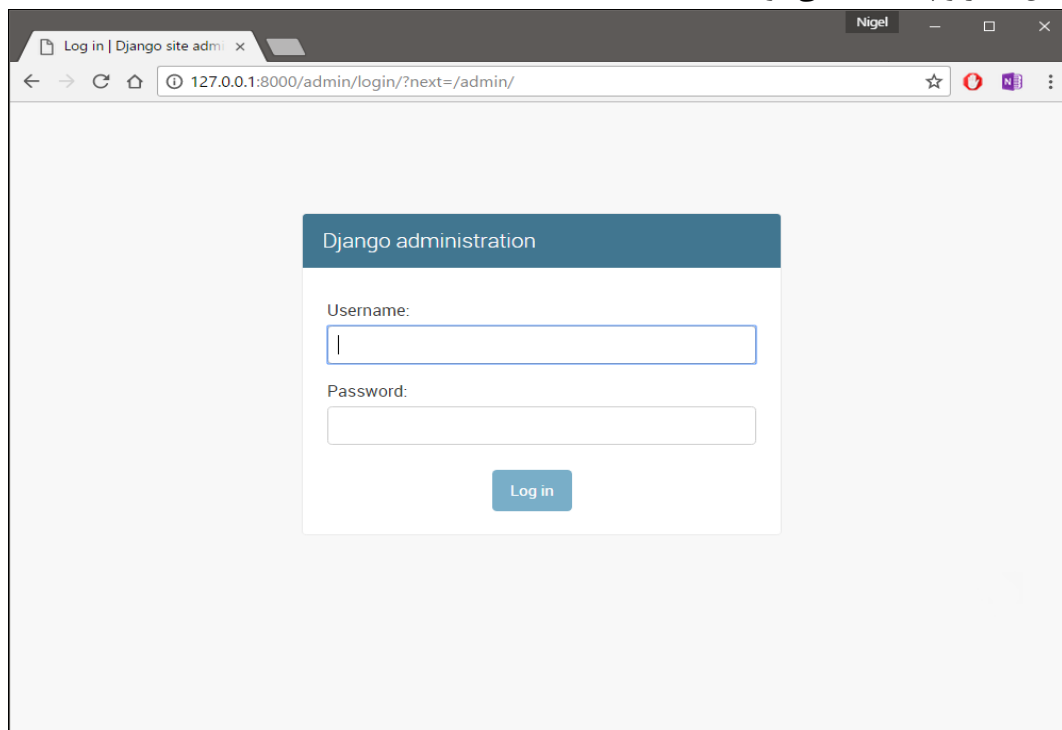 Nigel
Log in | Django site admi
127.0.0.1:8000/admin/login/?next=/admin/
N
Django administration
Username:
Password:
Log in